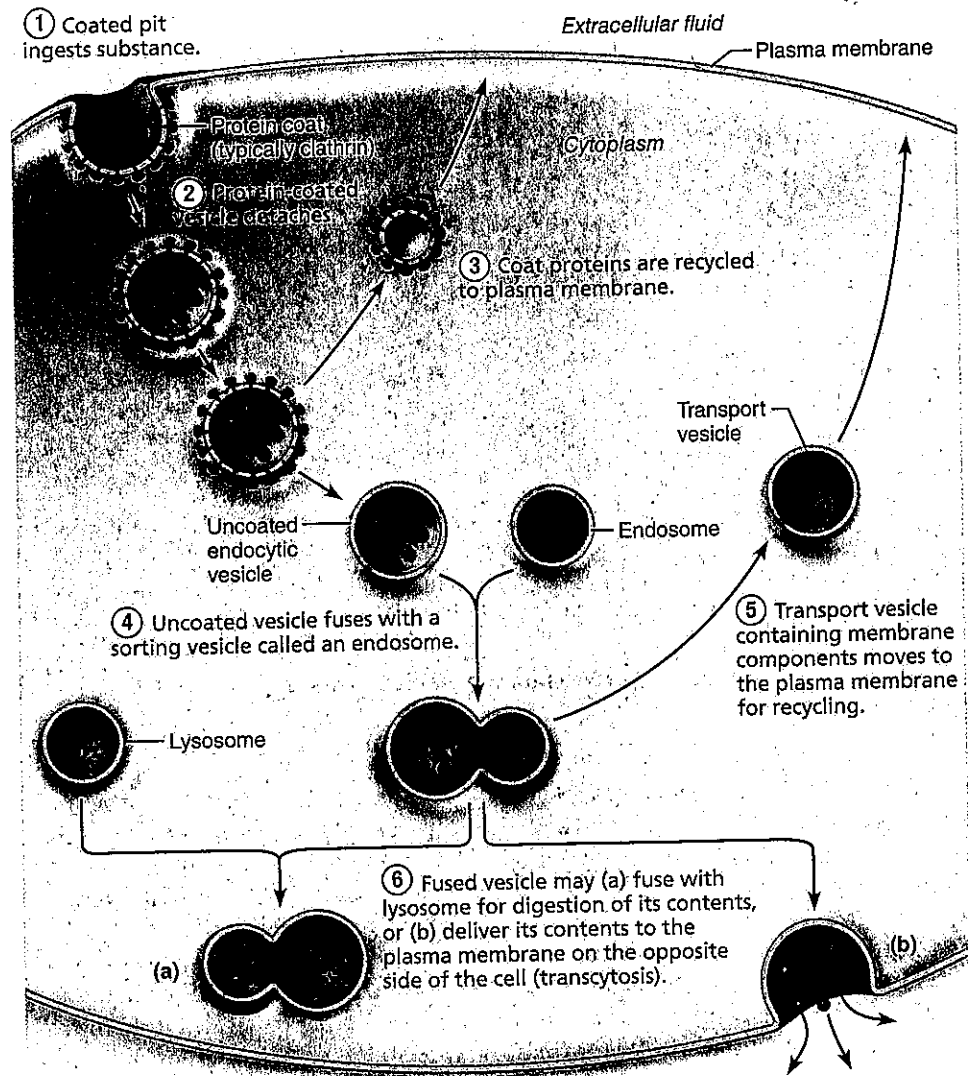 ① Coated pit
ingests substance.
Extracellular fluid
Plasma membrane
Protein coat
(typically clathrin)
Cytoplasm
② Protein-coated
vesicle detaches.
③ Coat proteins are recycled
to plasma membrane.
Transport
vesicle
Uncoated
endocytic
vesicle
Endosome
④ Uncoated vesicle fuses with a
sorting vesicle called an endosome.
⑤ Transport vesicle
containing membrane
components moves to
the plasma membrane
for recycling.
Lysosome
⑥ Fused vesicle may (a) fuse with
lysosome for digestion of its contents,
or (b) deliver its contents to the
plasma membrane on the opposite
side of the cell (transcytosis).
(a)
(b)